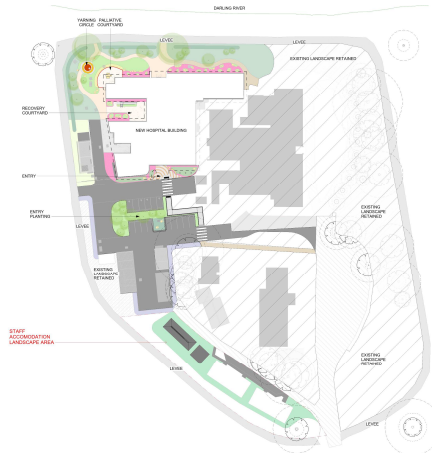 DARLING RIVER
YARNING
CIRCLE
PALLIATIVE
COURTYARD
LEVEE
LEVEE
EXISTING LANDSCAPE RETAINED
RECOVERY
COURTYARD
NEW HOSPITAL BUILDING
ENTRY
ENTRY
PLANTING
LEVEE
EXISTING
LANDSCAPE
RETAINED
EXISTING
LANDSCAPE
RETAINED
STAFF
ACCOMODATION
LANDSCAPE AREA
EXISTING
LANDSCAPE
RETAINED
LEVEE
LEVEE